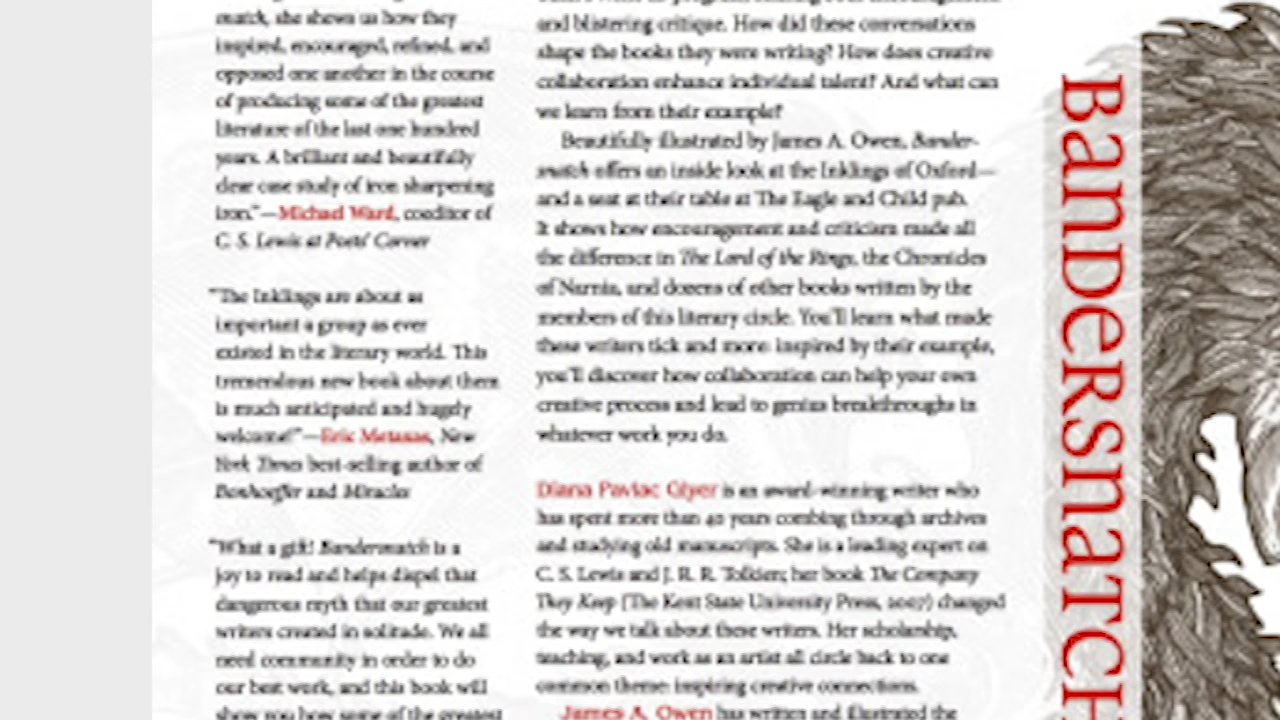 match, she shows us how they
inspired, encouraged, refined, and
opposed one another in the course
of producing some of the greatest
literature of the last one hundred
years. A brilliant and beautifully
clear case study of iron sharpening
iron."—Michael Ward, coeditor of
C. S. Lewis at Poets' Corner
"The Inklings are about as
important a group as ever
existed in the literary world. This
tremendous new book about them
is much anticipated and hugely
welcome!"—Eric Metaxas, New
York Times best-selling author of
Bonhoeffer and Miracles
"What a gift! Bandersnatch is a
joy to read and helps dispel that
dangerous myth that our greatest
writers created in solitude. We all
need community in order to do
our best work, and this book will
show you how some of the greatest
and blistering critique. How did these conversations
shape the books they were writing? How does creative
collaboration enhance individual talent? And what can
we learn from their example?
Beautifully illustrated by James A. Owen, Bander-
snatch offers an inside look at the Inklings of Oxford—
and a seat at their table at The Eagle and Child pub.
It shows how encouragement and criticism made all
the difference in The Lord of the Rings, the Chronicles
of Narnia, and dozens of other books written by the
members of this literary circle. You'll learn what made
these writers tick and more: inspired by their example,
you'll discover how collaboration can help your own
creative process and lead to genius breakthroughs in
whatever work you do.
Diana Pavlac Glyer is an award-winning writer who
has spent more than 40 years combing through archives
and studying old manuscripts. She is a leading expert on
C. S. Lewis and J. R. R. Tolkien; her book The Company
They Keep (The Kent State University Press, 2007) changed
the way we talk about these writers. Her scholarship,
teaching, and work as an artist all circle back to one
common theme: inspiring creative connections.
James A. Owen has written and illustrated the
BANDERSNATCH